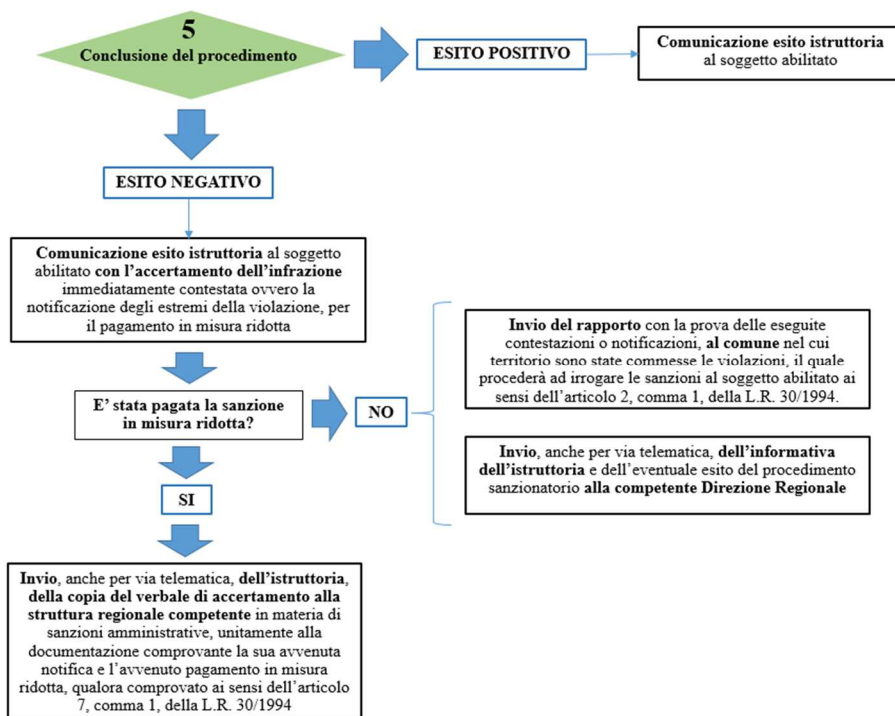 5
Conclusione del procedimento
ESITO POSITIVO
Comunicazione esito istruttoria
al soggetto abilitato
ESITO NEGATIVO
Comunicazione esito istruttoria al soggetto
abilitato con l'accertamento dell'infrazione
immediatamente contestata ovvero la
notificazione degli estremi della violazione, per
il pagamento in misura ridotta
E' stata pagata la sanzione
in misura ridotta?
NO
Invio del rapporto con la prova delle eseguite
contestazioni o notificazioni, al comune nel cui
territorio sono state commesse le violazioni, il quale
procederà ad irrogare le sanzioni al soggetto abilitato ai
sensi dell'articolo 2, comma 1, della L.R. 30/1994.
Invio, anche per via telematica, dell'informativa
dell'istruttoria e dell'eventuale esito del procedimento
sanzionatorio alla competente Direzione Regionale
SI
Invio, anche per via telematica, dell'istruttoria,
della copia del verbale di accertamento alla
struttura regionale competente in materia di
sanzioni amministrative, unitamente alla
documentazione comprovante la sua avvenuta
notifica e l'avvenuto pagamento in misura
ridotta, qualora comprovato ai sensi dell'articolo
7, comma 1, della L.R. 30/1994